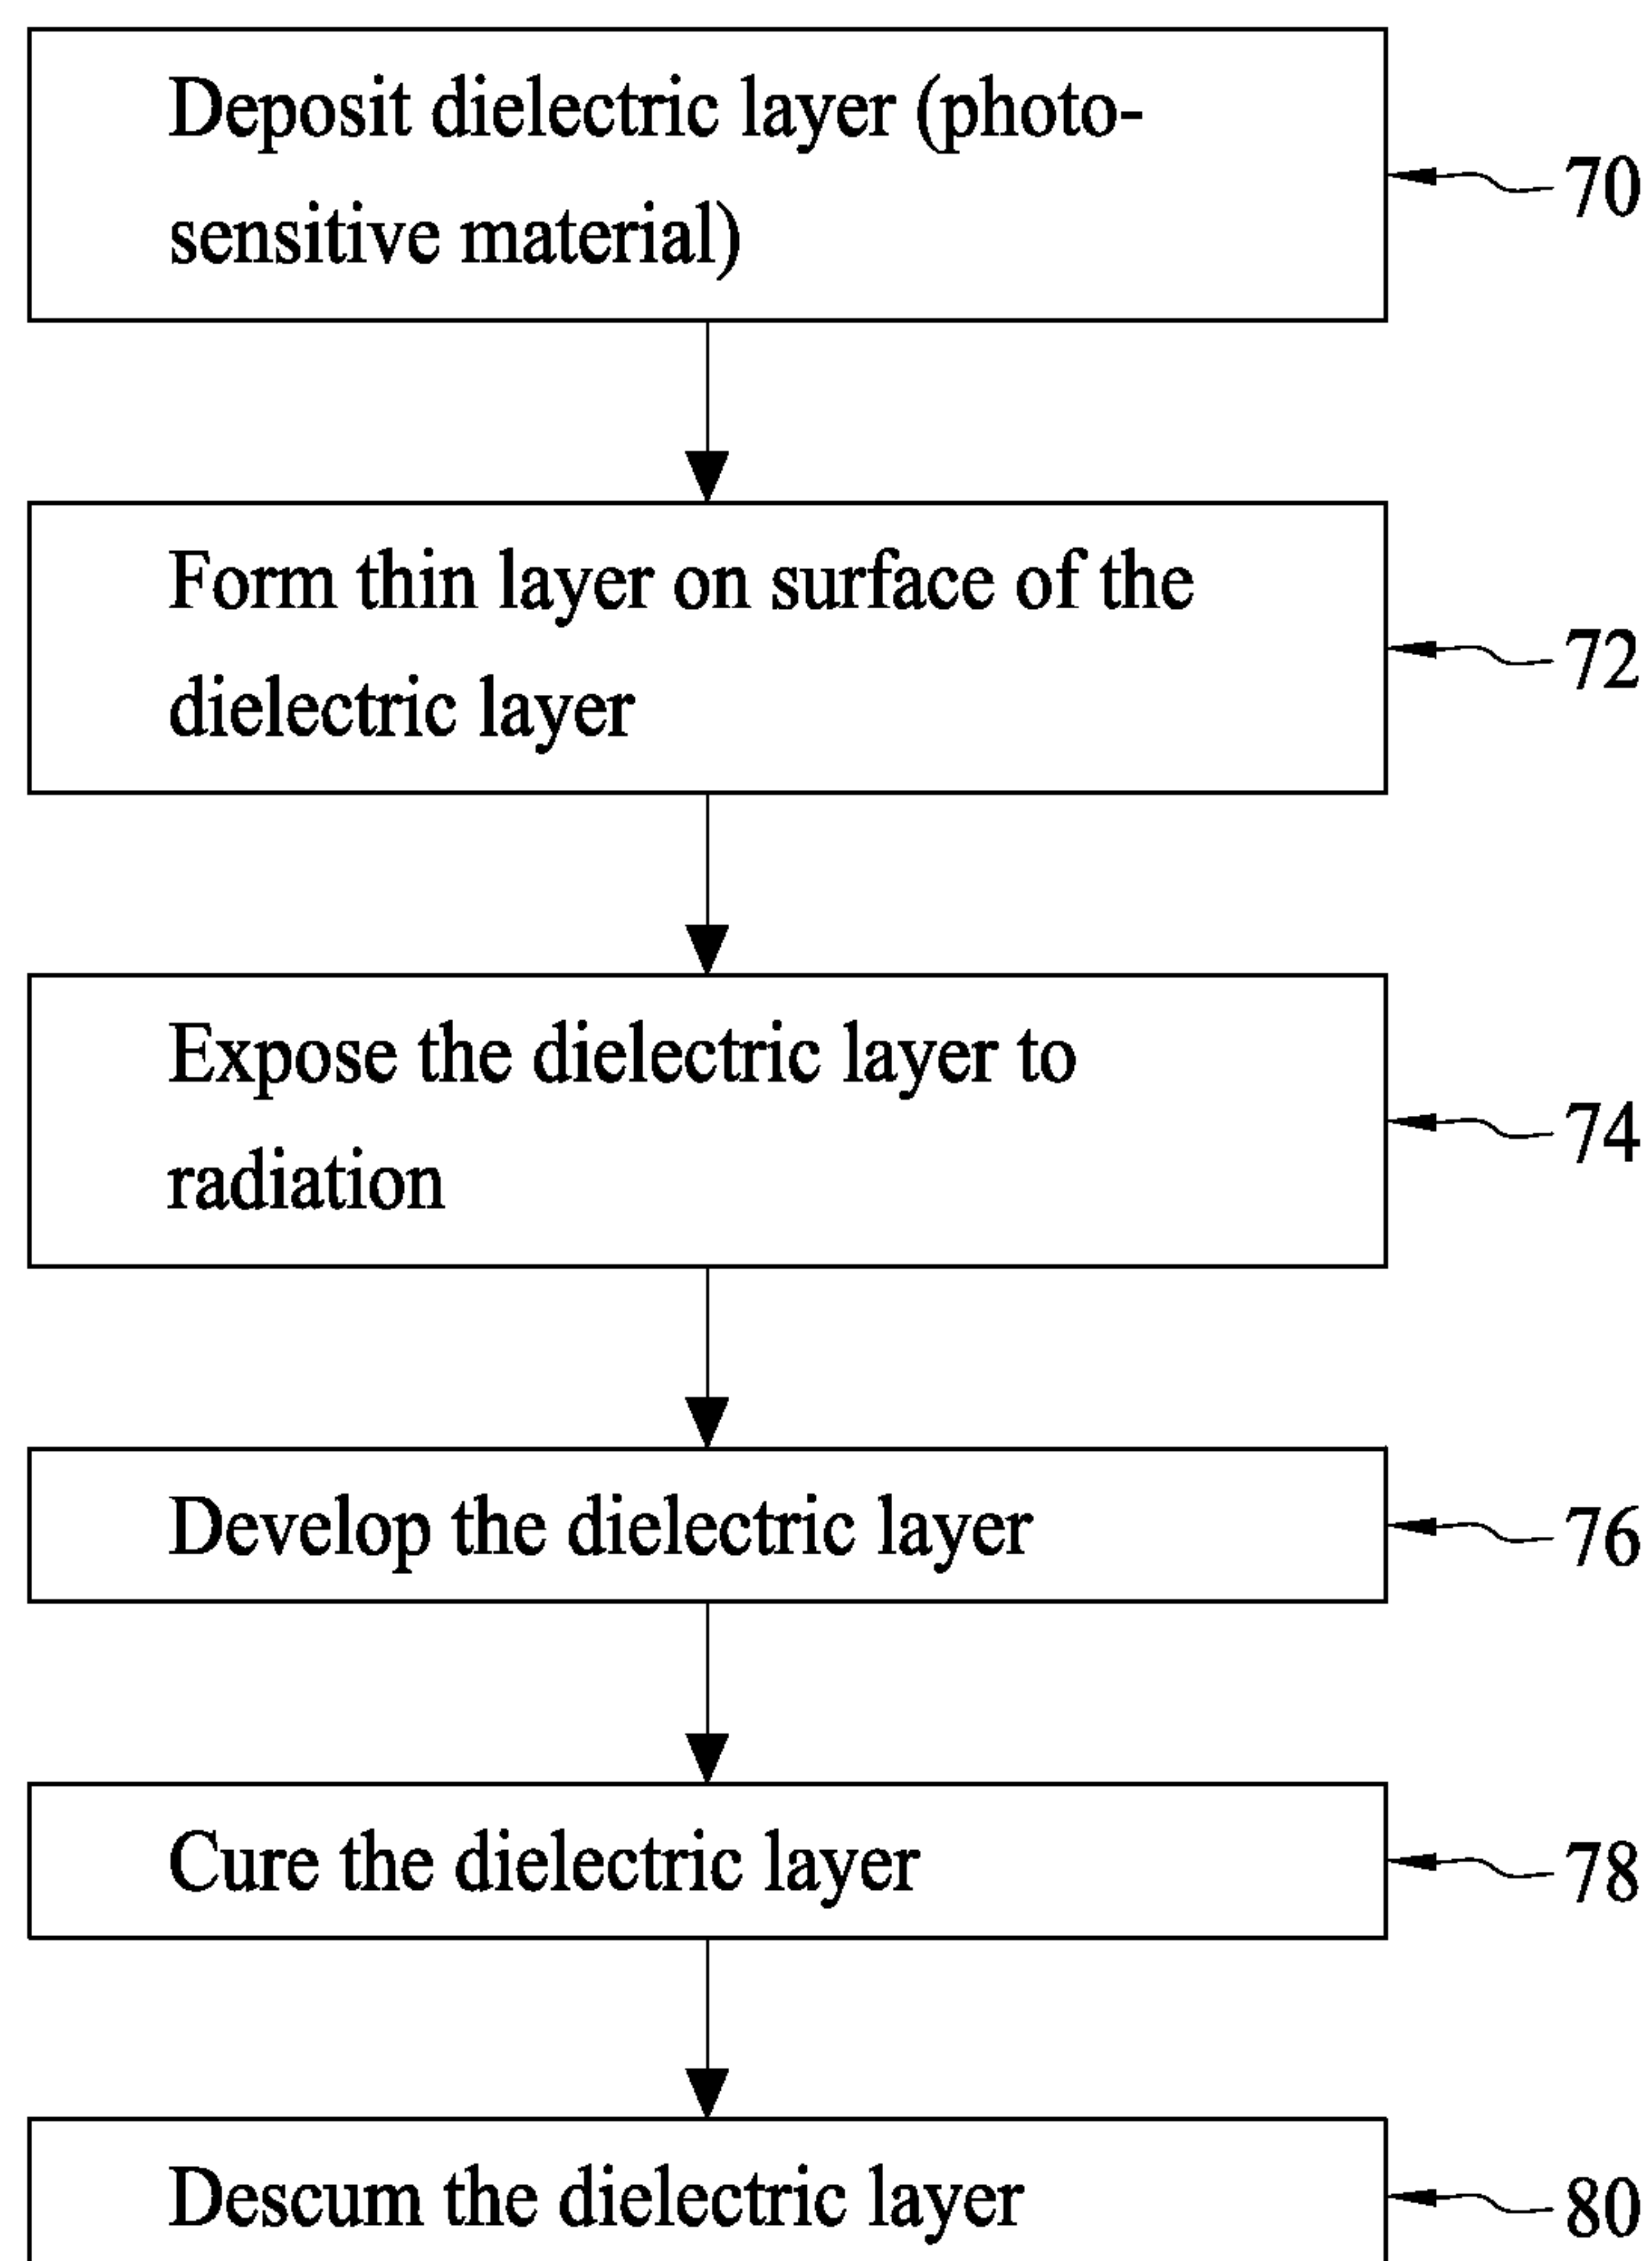 Deposit dielectric layer (photo-
sensitive material)
70
Form thin layer on surface of the
dielectric layer
72
Expose the dielectric layer to
radiation
74
Develop the dielectric layer
76
Cure the dielectric layer
78
Descum the dielectric layer
80